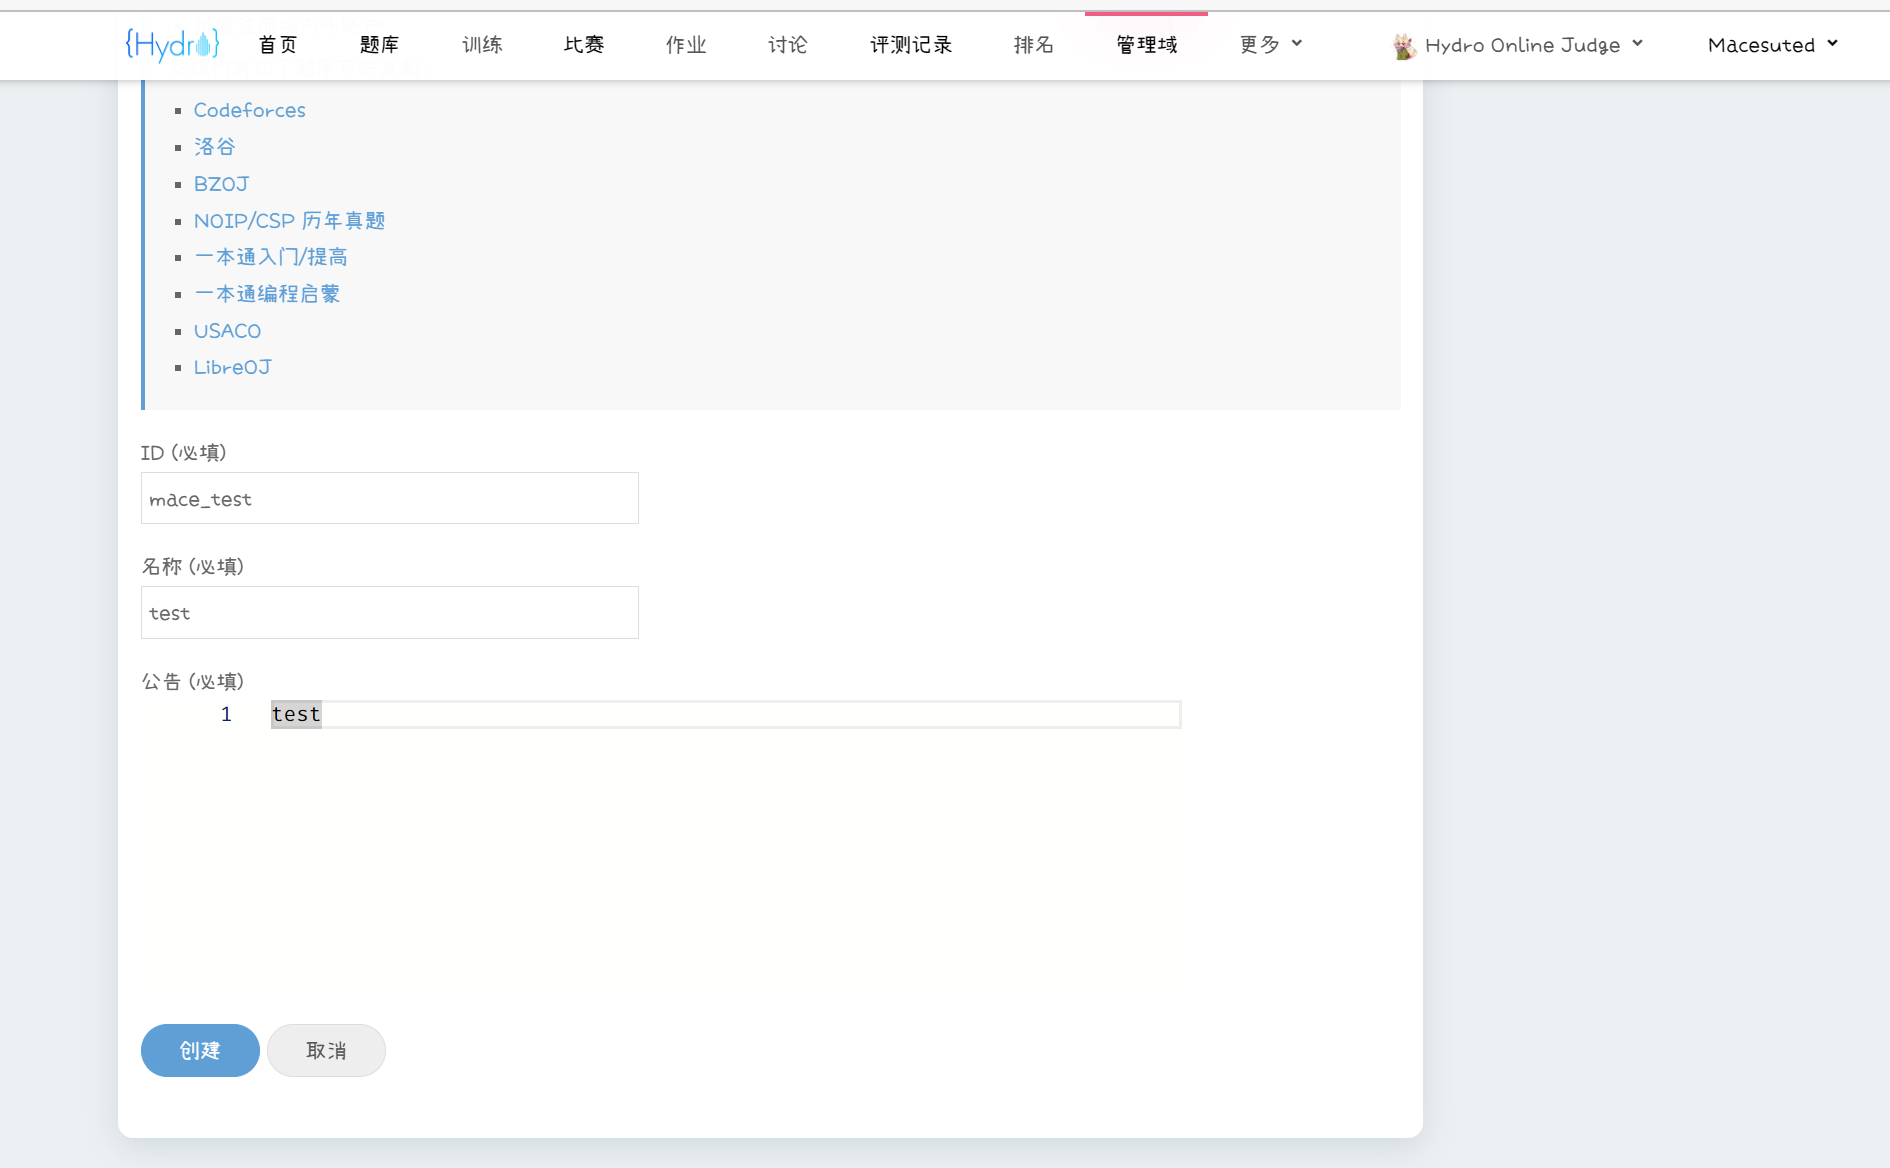 {Hydro} 首页 题库 训练 比赛 作业 讨论 评测记录 排名 管理域 更多 Hydro Online Judge Macesuted
Codeforces
洛谷
BZOJ
NOIP/CSP 历年真题
一本通入门/提高
一本通编程启蒙
USACO
LibreOJ
ID (必填)
mace_test
名称 (必填)
test
公告 (必填)
1 test
创建 取消